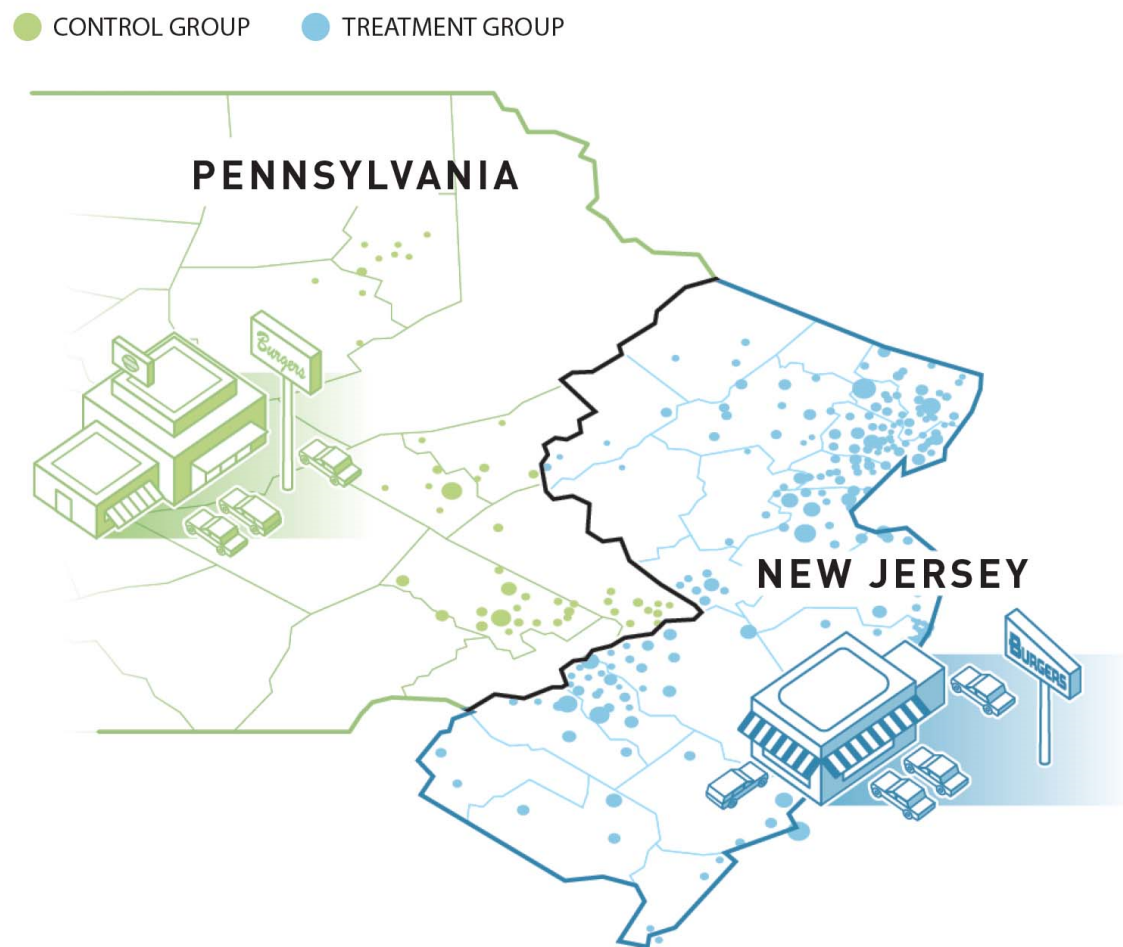 CONTROL GROUP
TREATMENT GROUP
PENNSYLVANIA
Burgers
NEW JERSEY
BURGERS